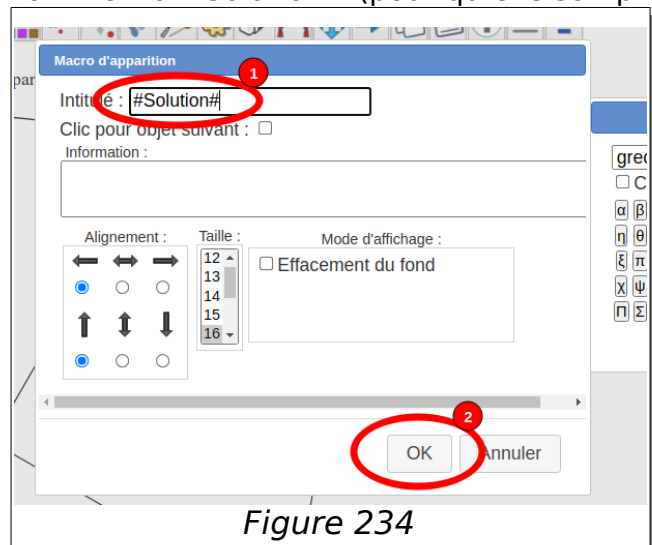 Macro d'apparition
1
Intitulé : #Solution#
Clic pour objet suivant :
Information :
Alignement :
Taille :
Mode d'affichage :
12
13
14
15
16
Effacement du fond
α β
η θ
ξ π
χ ψ
Π Σ
2
OK
Annuler
Figure 234